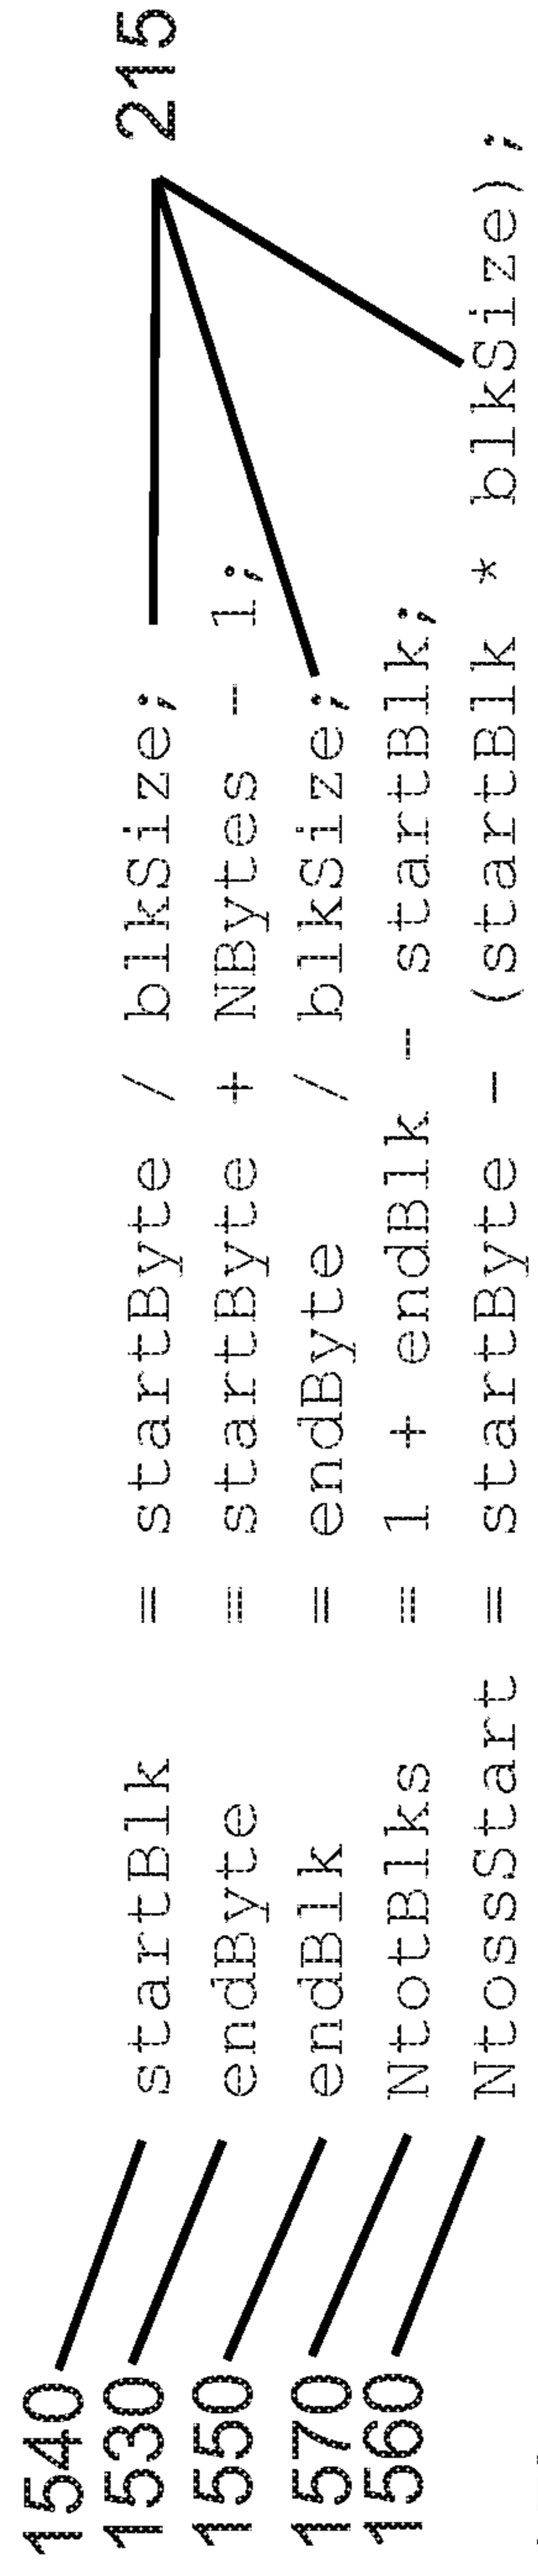 1540 startBlk = startByte / blkSize; 215
1530 endByte = startByte + NBytes - 1;
1550 endBlk = endByte / blkSize;
1570 NtotBlks = 1 + endBlk - startBlk;
1560 NtossStart = startByte - (startBlk * blkSize);